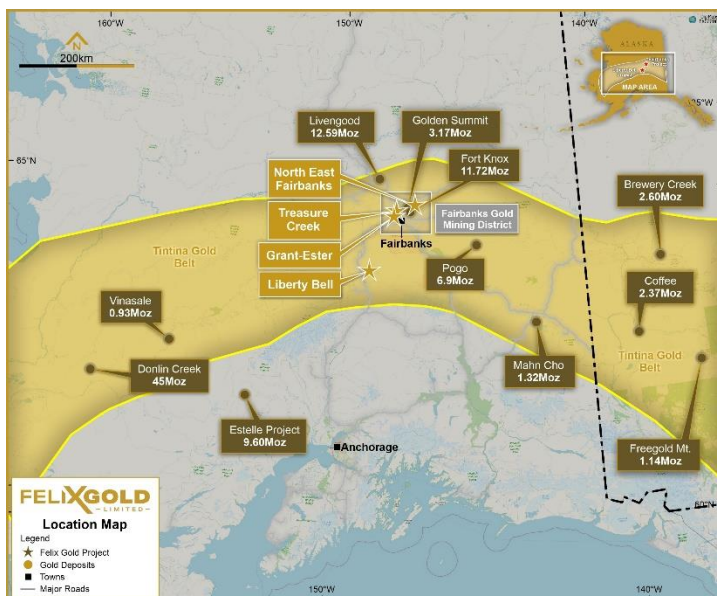 160°W
150°W
140°W
N
200km
ALASKA
MAP AREA
65°N
Livengood
12.59Moz
Golden Summit
3.17Moz
Fort Knox
11.72Moz
North East
Fairbanks
Treasure
Creek
Grant-Ester
Liberty Bell
Fairbanks Gold
Mining District
Fairbanks
Brewery Creek
2.60Moz
Tintina Gold
Belt
Pogo
6.9Moz
Coffee
2.37Moz
Vinasale
0.93Moz
Donlin Creek
45Moz
Mahn Cho
1.32Moz
Tintina Gold
Belt
Estelle Project
9.60Moz
Anchorage
Freegold Mt.
1.14Moz
60°N
FELIXGOLD
LIMITED
Location Map
Legend
Felix Gold Project
Gold Deposits
Towns
Major Roads
150°W
140°W